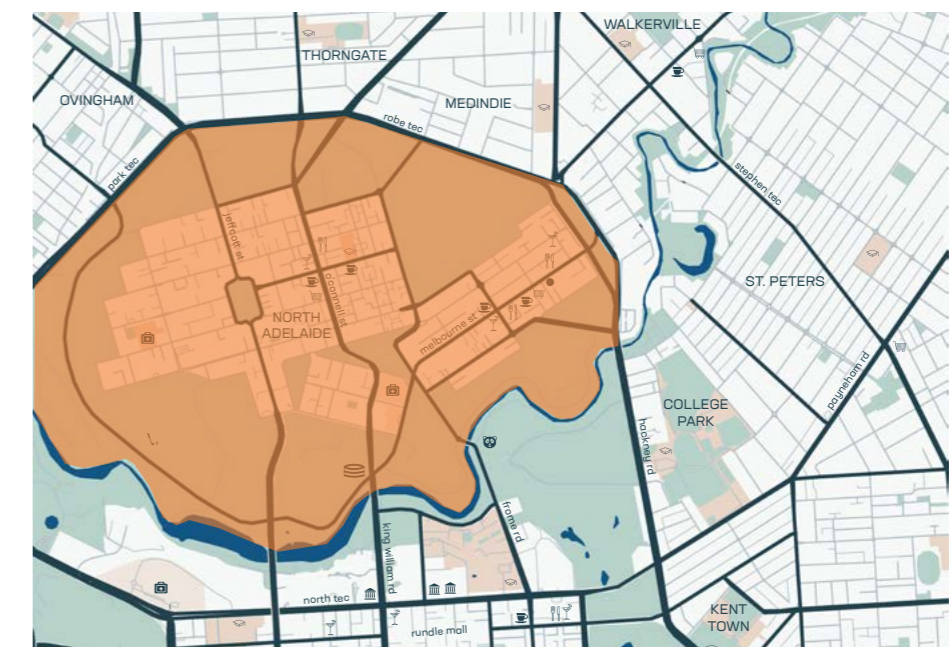 WALKERVILLE
THORNGATE
OVINGHAM
MEDINDIE
robe tec
park tec
stephen tec
jeffcott st
o'connell st
ST. PETERS
NORTH
ADELAIDE
melbourne st
payneham rd
COLLEGE
PARK
hackney rd
frome rd
king william rd
north tec
rundle mall
KENT
TOWN